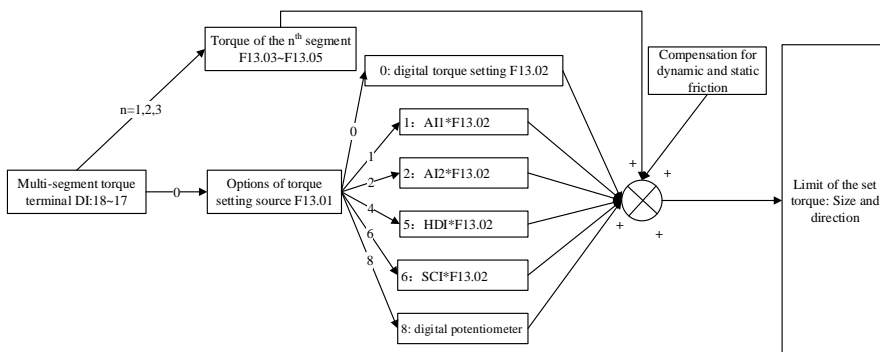 Torque of the nth segment
F13.03~F13.05
0: digital torque setting F13.02
Compensation for
dynamic and static
friction
n=1,2,3
0
1：AI1*F13.02
1
+
+
Multi-segment torque
terminal DI:18~17
0
Options of torque
setting source F13.01
2
2：AI2*F13.02
Limit of the set
torque: Size and
direction
4
5：HDI*F13.02
+
+
6
6：SCI*F13.02
8
8: digital potentiometer